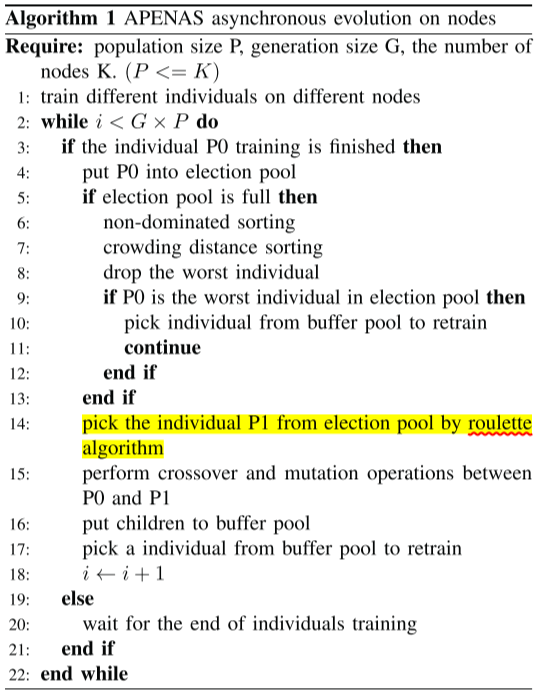 Algorithm 1 APENAS asynchronous evolution on nodes
Require: population size P, generation size G, the number of
nodes K. (P <= K)
1: train different individuals on different nodes
2: while i < G × P do
3: if the individual P0 training is finished then
4: put P0 into election pool
5: if election pool is full then
6: non-dominated sorting
7: crowding distance sorting
8: drop the worst individual
9: if P0 is the worst individual in election pool then
10: pick individual from buffer pool to retrain
11: continue
12: end if
13: end if
14: pick the individual P1 from election pool by roulette
algorithm
15: perform crossover and mutation operations between
P0 and P1
16: put children to buffer pool
17: pick a individual from buffer pool to retrain
18: i ← i + 1
19: else
20: wait for the end of individuals training
21: end if
22: end while